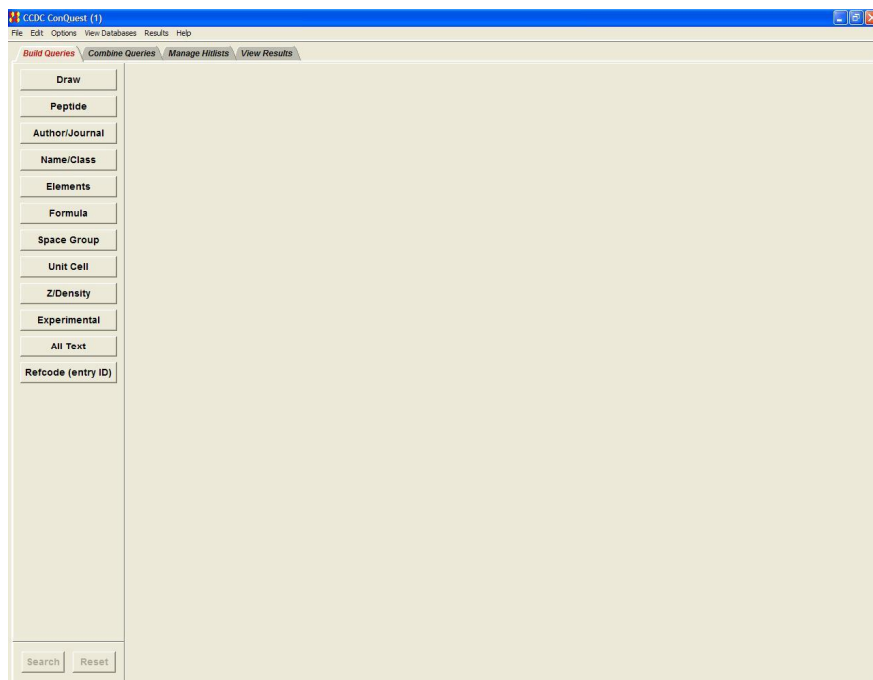 CCDC ConQuest (1)
File Edit Options View Databases Results Help
Build Queries Combine Queries Manage Hitlists View Results
Draw
Peptide
Author/Journal
Name/Class
Elements
Formula
Space Group
Unit Cell
Z/Density
Experimental
All Text
Refcode (entry ID)
Search Reset